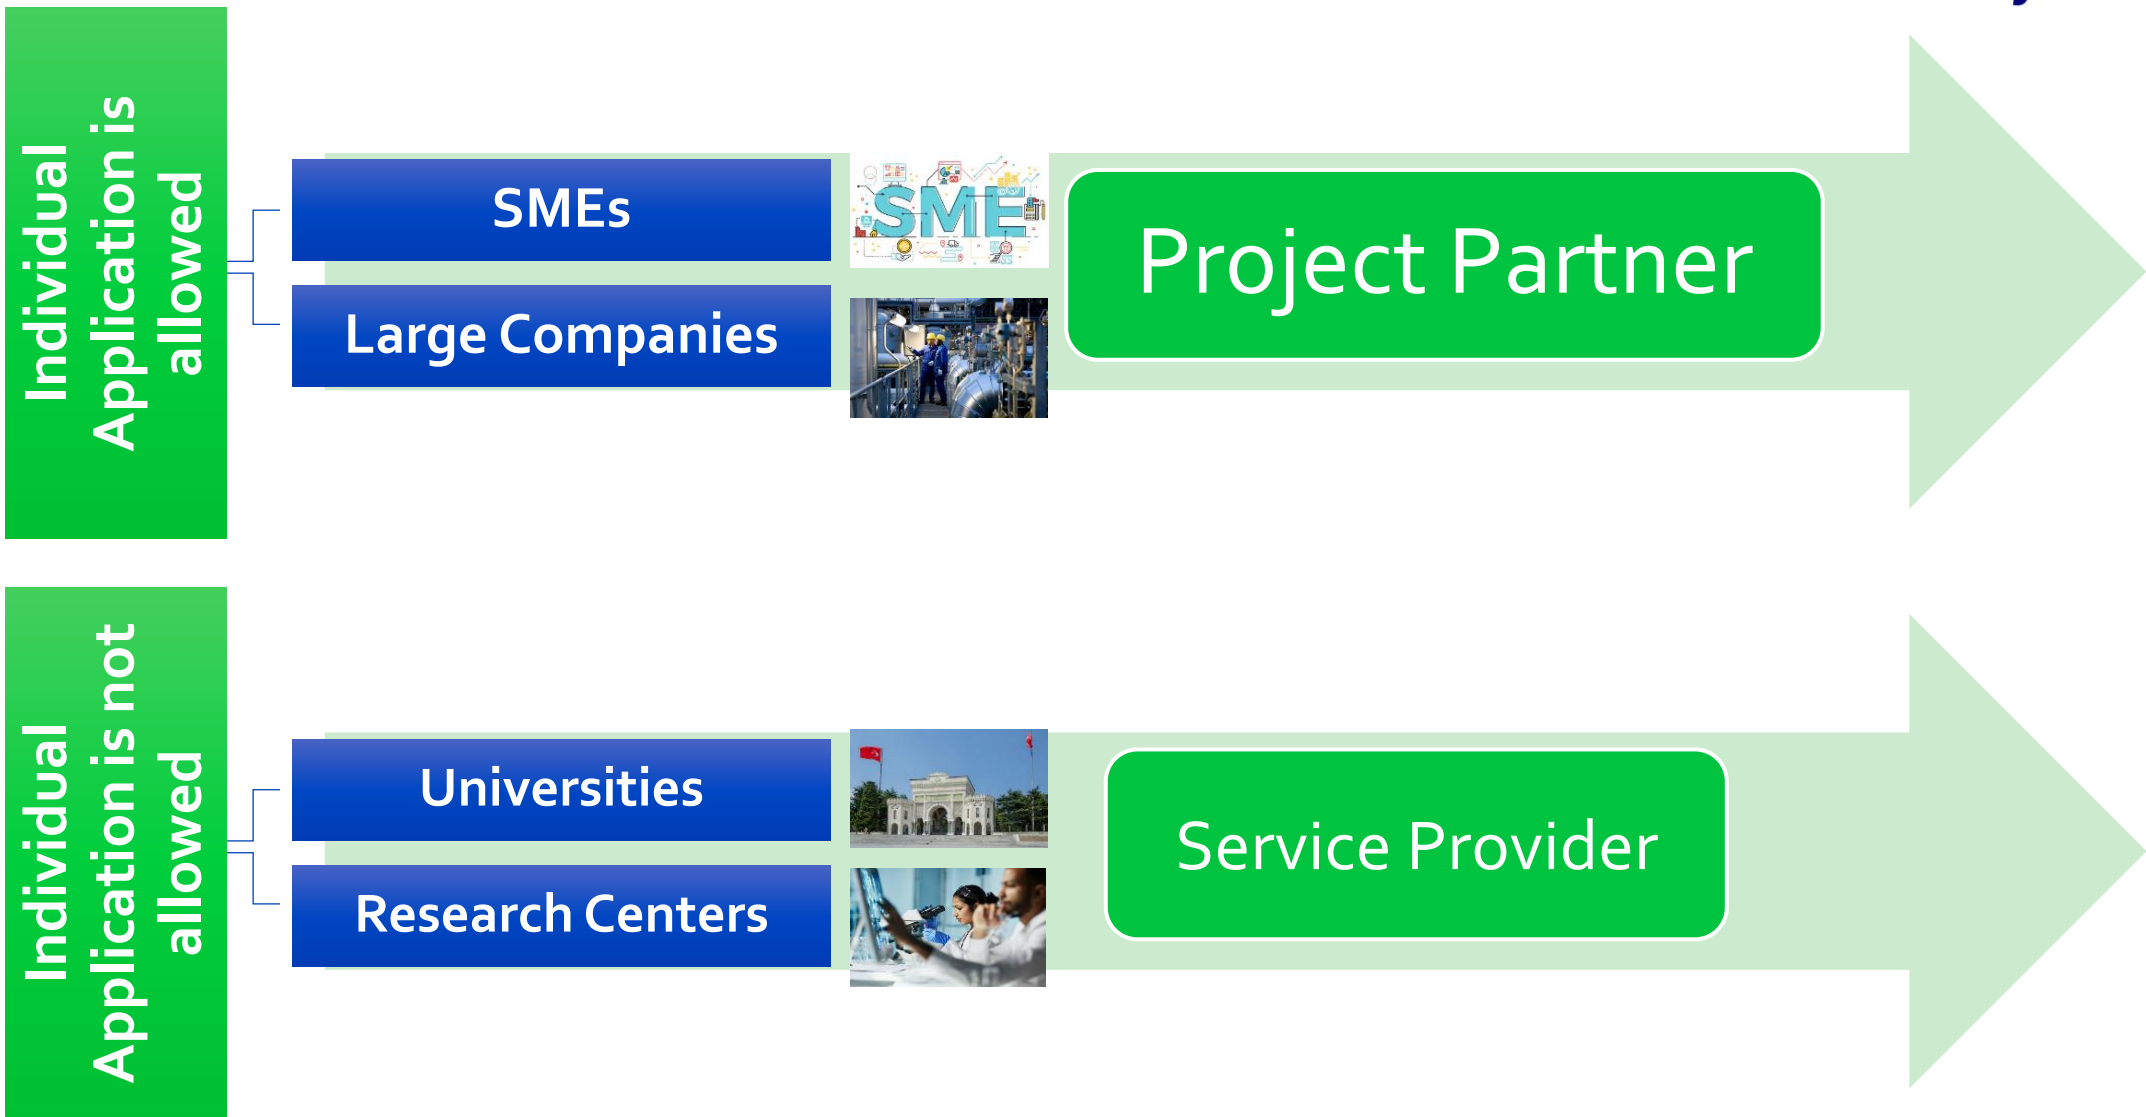 Individual
Application is
allowed
SMEs
SME
Large Companies
Project Partner
Individual
Application is not
allowed
Universities
Research Centers
Service Provider